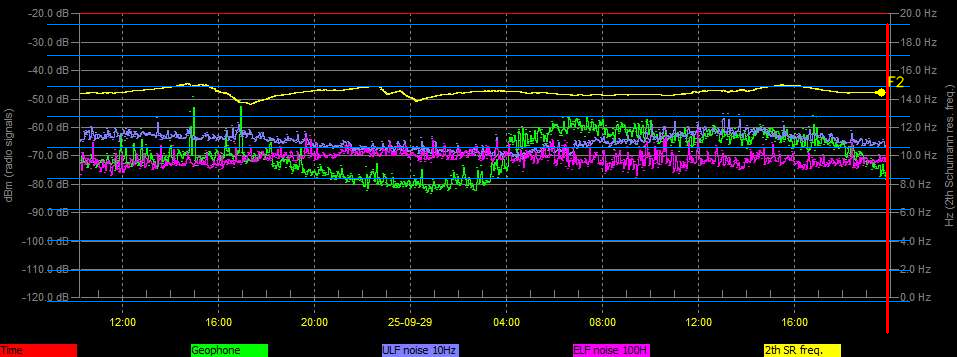 -20.0 dB
-30.0 dB
-40.0 dB
-50.0 dB
-60.0 dB
-70.0 dB
-80.0 dB
-90.0 dB
-100.0 dB
-110.0 dB
-120.0 dB
dBm (radio signals)
20.0 Hz
18.0 Hz
16.0 Hz
14.0 Hz
12.0 Hz
10.0 Hz
8.0 Hz
6.0 Hz
4.0 Hz
2.0 Hz
0.0 Hz
Hz (2th Schumann res. freq.)
F2
12:00 16:00 20:00 25-09-29 04:00 08:00 12:00 16:00
Time Geophone ULF noise 10Hz ELF noise 100H 2th SR freq.